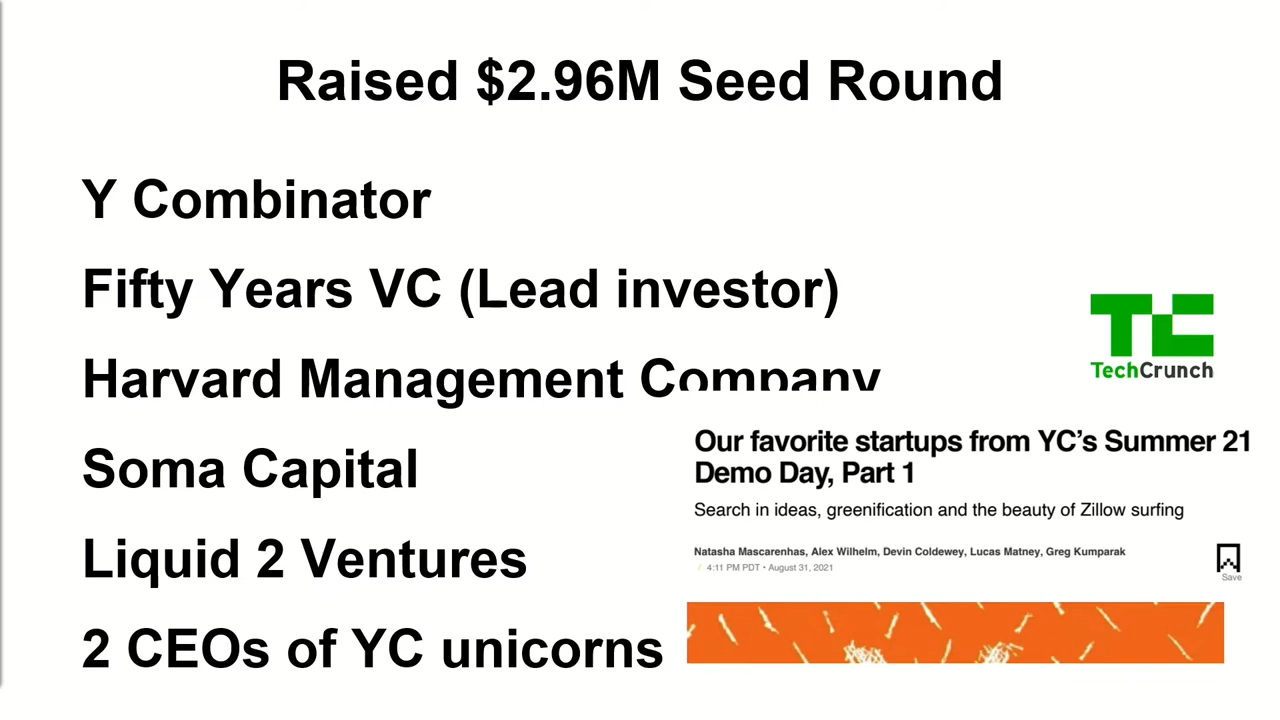 Raised $2.96M Seed Round
Y Combinator
Fifty Years VC (Lead investor)
Harvard Management Company
Soma Capital
Liquid 2 Ventures
2 CEOs of YC unicorns
TC
TechCrunch
Our favorite startups from YC’s Summer 21
Demo Day, Part 1
Search in ideas, greenification and the beauty of Zillow surfing
Natasha Mascarenhas, Alex Wilhelm, Devin Coldewey, Lucas Matney, Greg Kumparak
/ 4:11 PM PDT • August 31, 2021
Save